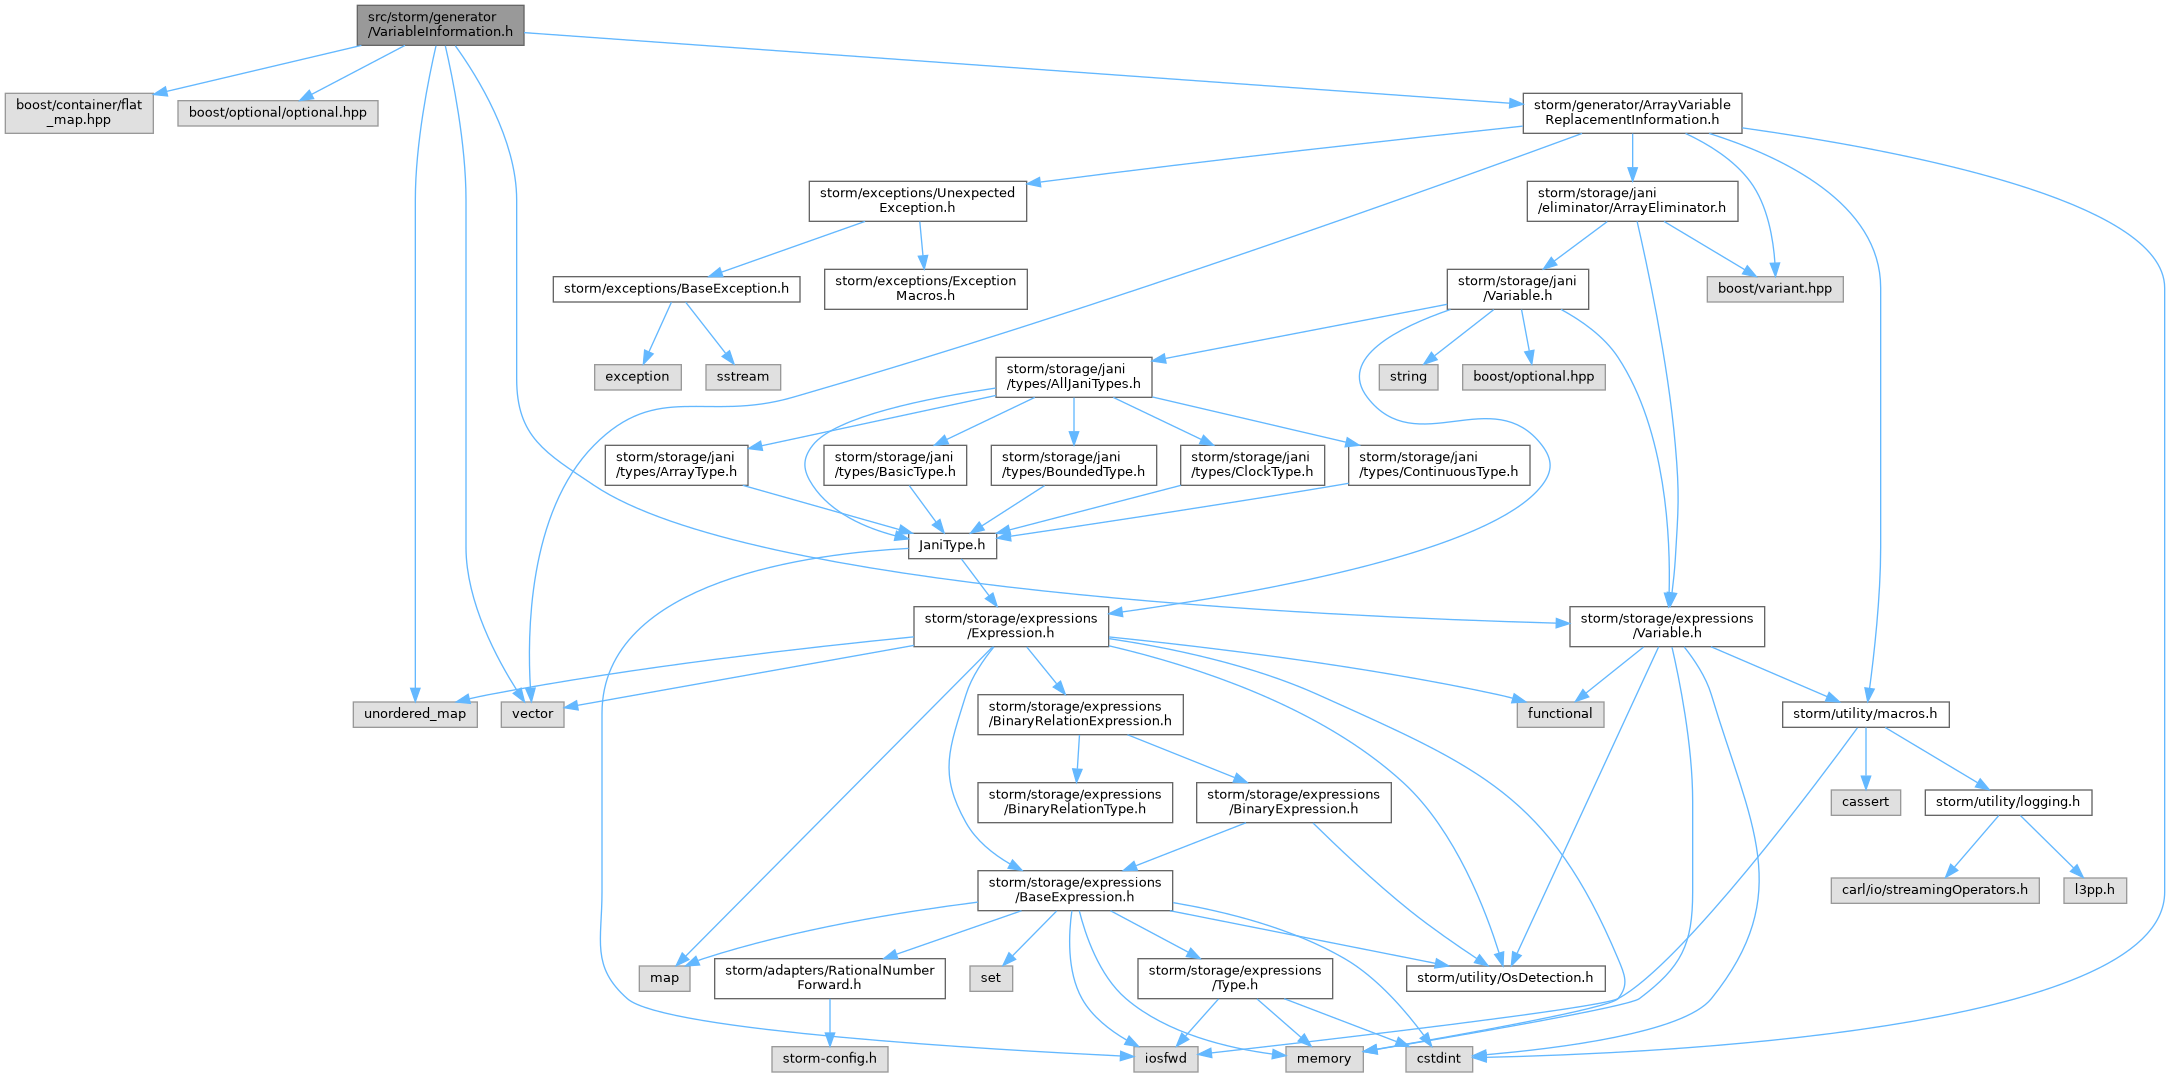 src/storm/generator
/VariableInformation.h
boost/container/flat
_map.hpp
boost/optional/optional.hpp
storm/generator/ArrayVariable
ReplacementInformation.h
storm/exceptions/Unexpected
Exception.h
storm/storage/jani
/eliminator/ArrayEliminator.h
storm/exceptions/BaseException.h
storm/exceptions/Exception
Macros.h
storm/storage/jani
/Variable.h
boost/variant.hpp
exception
sstream
storm/storage/jani
/types/AllJaniTypes.h
string
boost/optional.hpp
storm/storage/jani
/types/ArrayType.h
storm/storage/jani
/types/BasicType.h
storm/storage/jani
/types/BoundedType.h
storm/storage/jani
/types/ClockType.h
storm/storage/jani
/types/ContinuousType.h
JaniType.h
storm/storage/expressions
/Expression.h
storm/storage/expressions
/Variable.h
unordered_map
vector
storm/storage/expressions
/BinaryRelationExpression.h
functional
storm/utility/macros.h
storm/storage/expressions
/BinaryRelationType.h
storm/storage/expressions
/BinaryExpression.h
cassert
storm/utility/logging.h
storm/storage/expressions
/BaseExpression.h
carl/io/streamingOperators.h
l3pp.h
map
storm/adapters/RationalNumber
Forward.h
set
storm/storage/expressions
/Type.h
storm/utility/OsDetection.h
storm-config.h
iosfwd
memory
cstdint